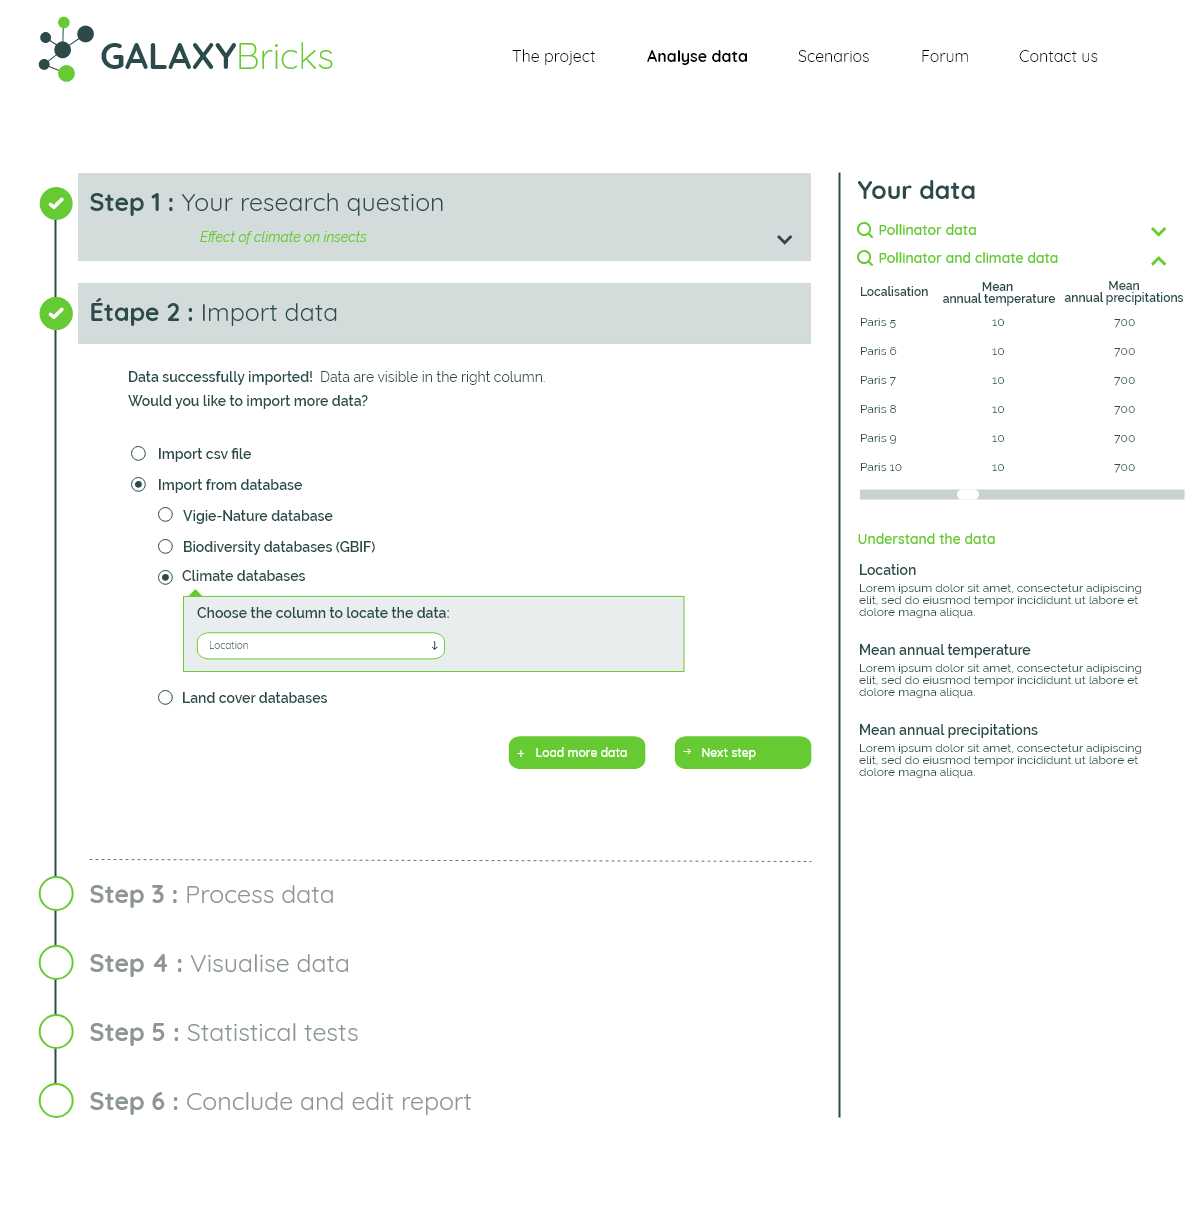 GALAXYBricks
The project
Analyse data
Scenarios
Forum
Contact us
Step 1 : Your research question
Effect of climate on insects
Étape 2 : Import data
Data successfully imported! Data are visible in the right column.
Would you like to import more data?
Import csv file
Import from database
Vigie-Nature database
Biodiversity databases (GBIF)
Climate databases
Choose the column to locate the data:
Location
Land cover databases
+ Load more data
→ Next step
Step 3 : Process data
Step 4 : Visualise data
Step 5 : Statistical tests
Step 6 : Conclude and edit report
Your data
Pollinator data
Pollinator and climate data
Localisation Mean annual temperature Mean annual precipitations
Paris 5 10 700
Paris 6 10 700
Paris 7 10 700
Paris 8 10 700
Paris 9 10 700
Paris 10 10 700
Understand the data
Location
Lorem ipsum dolor sit amet, consectetur adipiscing
elit, sed do eiusmod tempor incididunt ut labore et
dolore magna aliqua.
Mean annual temperature
Lorem ipsum dolor sit amet, consectetur adipiscing
elit, sed do eiusmod tempor incididunt ut labore et
dolore magna aliqua.
Mean annual precipitations
Lorem ipsum dolor sit amet, consectetur adipiscing
elit, sed do eiusmod tempor incididunt ut labore et
dolore magna aliqua.